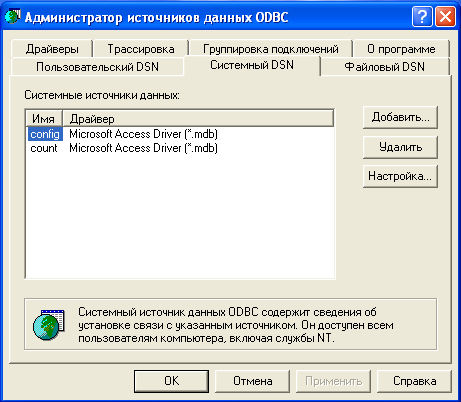 Администратор источников данных ODBC
Драйверы Трассировка Группировка подключений О программе
Пользовательский DSN Системный DSN Файловый DSN
Системные источники данных:
Имя Драйвер
config Microsoft Access Driver (*.mdb)
count Microsoft Access Driver (*.mdb)
Добавить...
Удалить
Настройка...
Системный источник данных ODBC содержит сведения об
установке связи с указанным источником. Он доступен всем
пользователям компьютера, включая службы NT.
OK Отмена Применить Справка